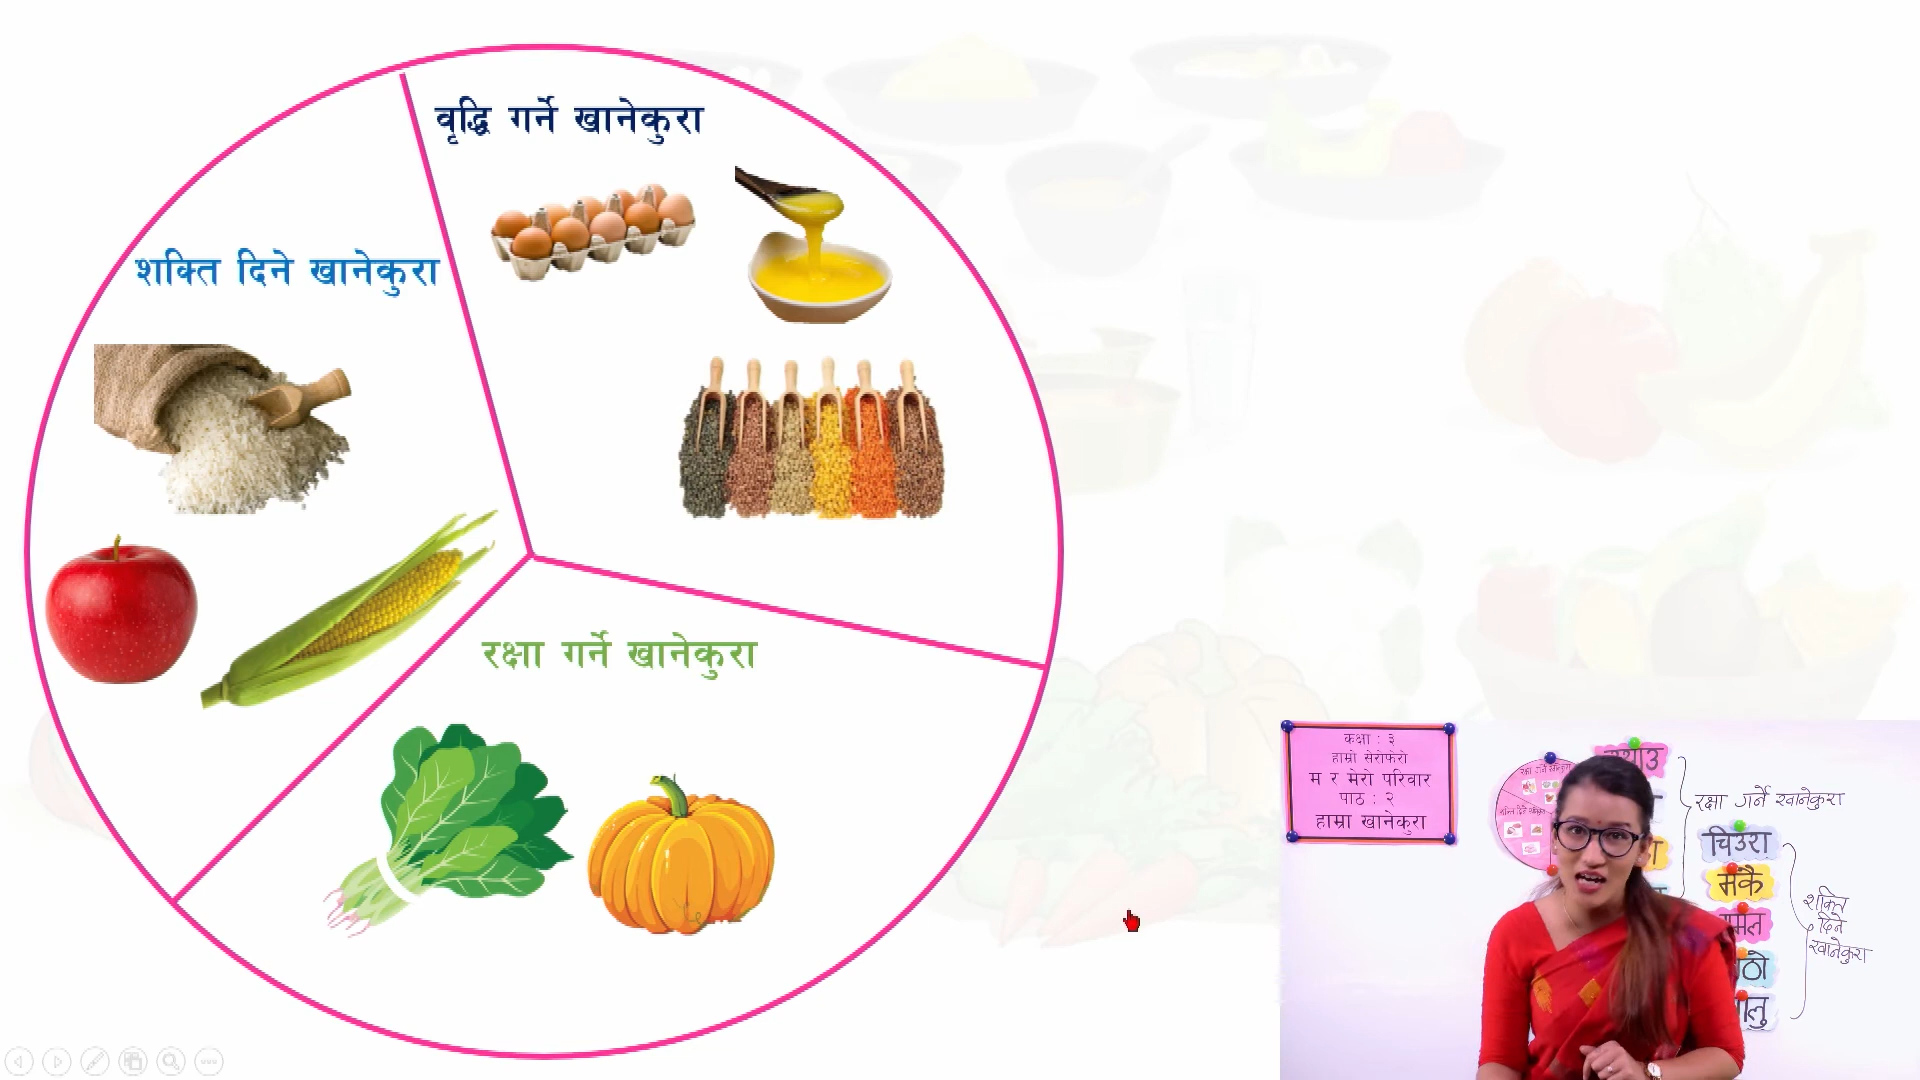 वृद्धि गर्ने खानेकुरा
शक्ति दिने खानेकुरा
रक्षा गर्ने खानेकुरा
कक्षा : ३
हाम्रो सेरोफेरो
म र मेरो परिवार
पाठ : २
हाम्रा खानेकुरा
रक्षा गर्ने खानेकुरा
चिउरा
मकै
शक्ति
दिने
खानेकुरा